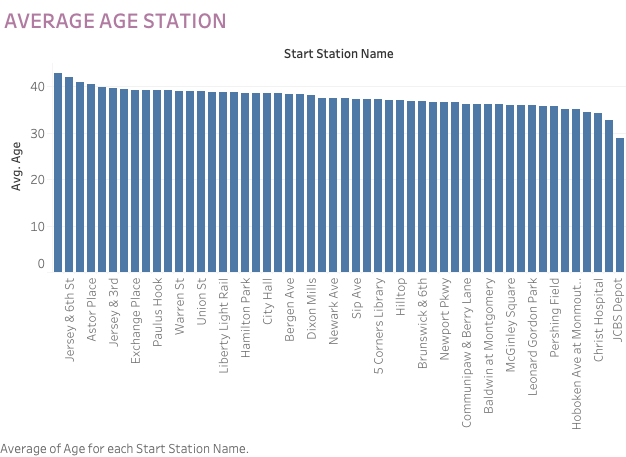 AVERAGE AGE STATION
Start Station Name
Avg. Age
40
30
20
10
0
Jersey & 6th St
Astor Place
Jersey & 3rd
Exchange Place
Paulus Hook
Warren St
Union St
Liberty Light Rail
Hamilton Park
City Hall
Bergen Ave
Dixon Mills
Newark Ave
Sip Ave
5 Corners Library
Hilltop
Brunswick & 6th
Newport Pkwy
Communipaw & Berry Lane
Baldwin at Montgomery
McGinley Square
Leonard Gordon Park
Pershing Field
Hoboken Ave at Monmout...
Christ Hospital
JCBS Depot
Average of Age for each Start Station Name.